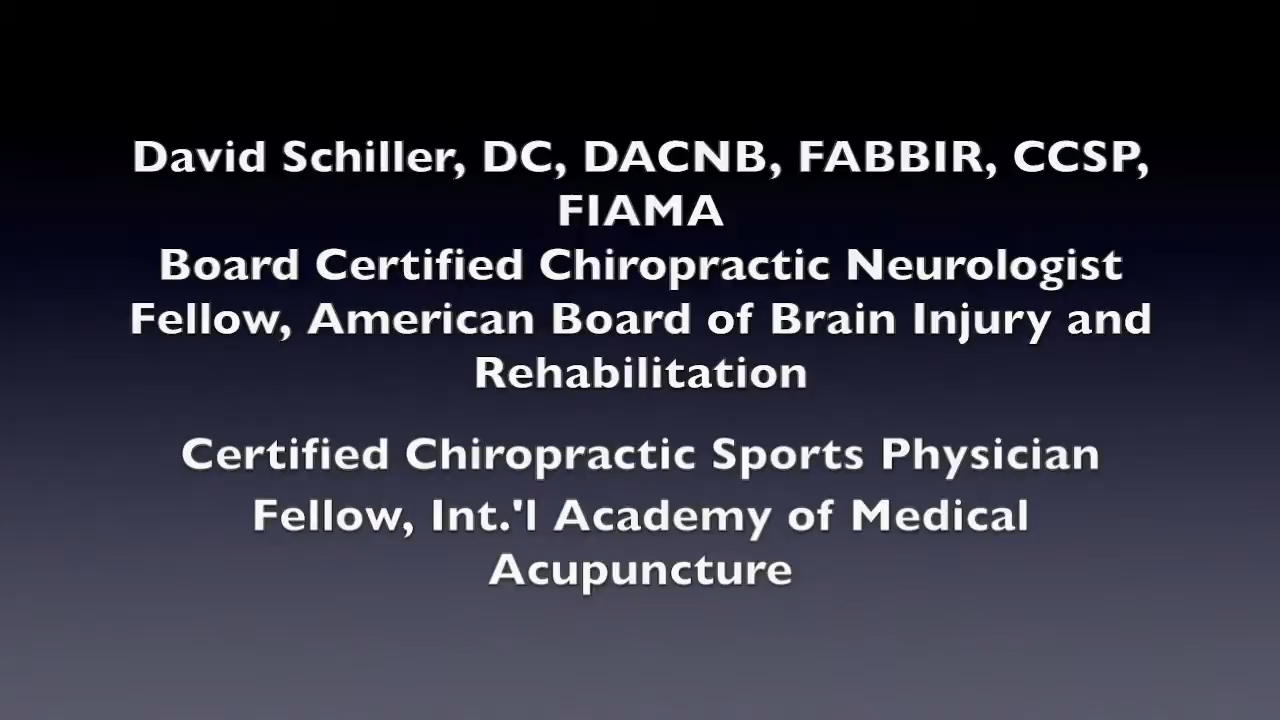 David Schiller, DC, DACNB, FABBIR, CCSP,
FIAMA
Board Certified Chiropractic Neurologist
Fellow, American Board of Brain Injury and
Rehabilitation
Certified Chiropractic Sports Physician
Fellow, Int.'l Academy of Medical
Acupuncture